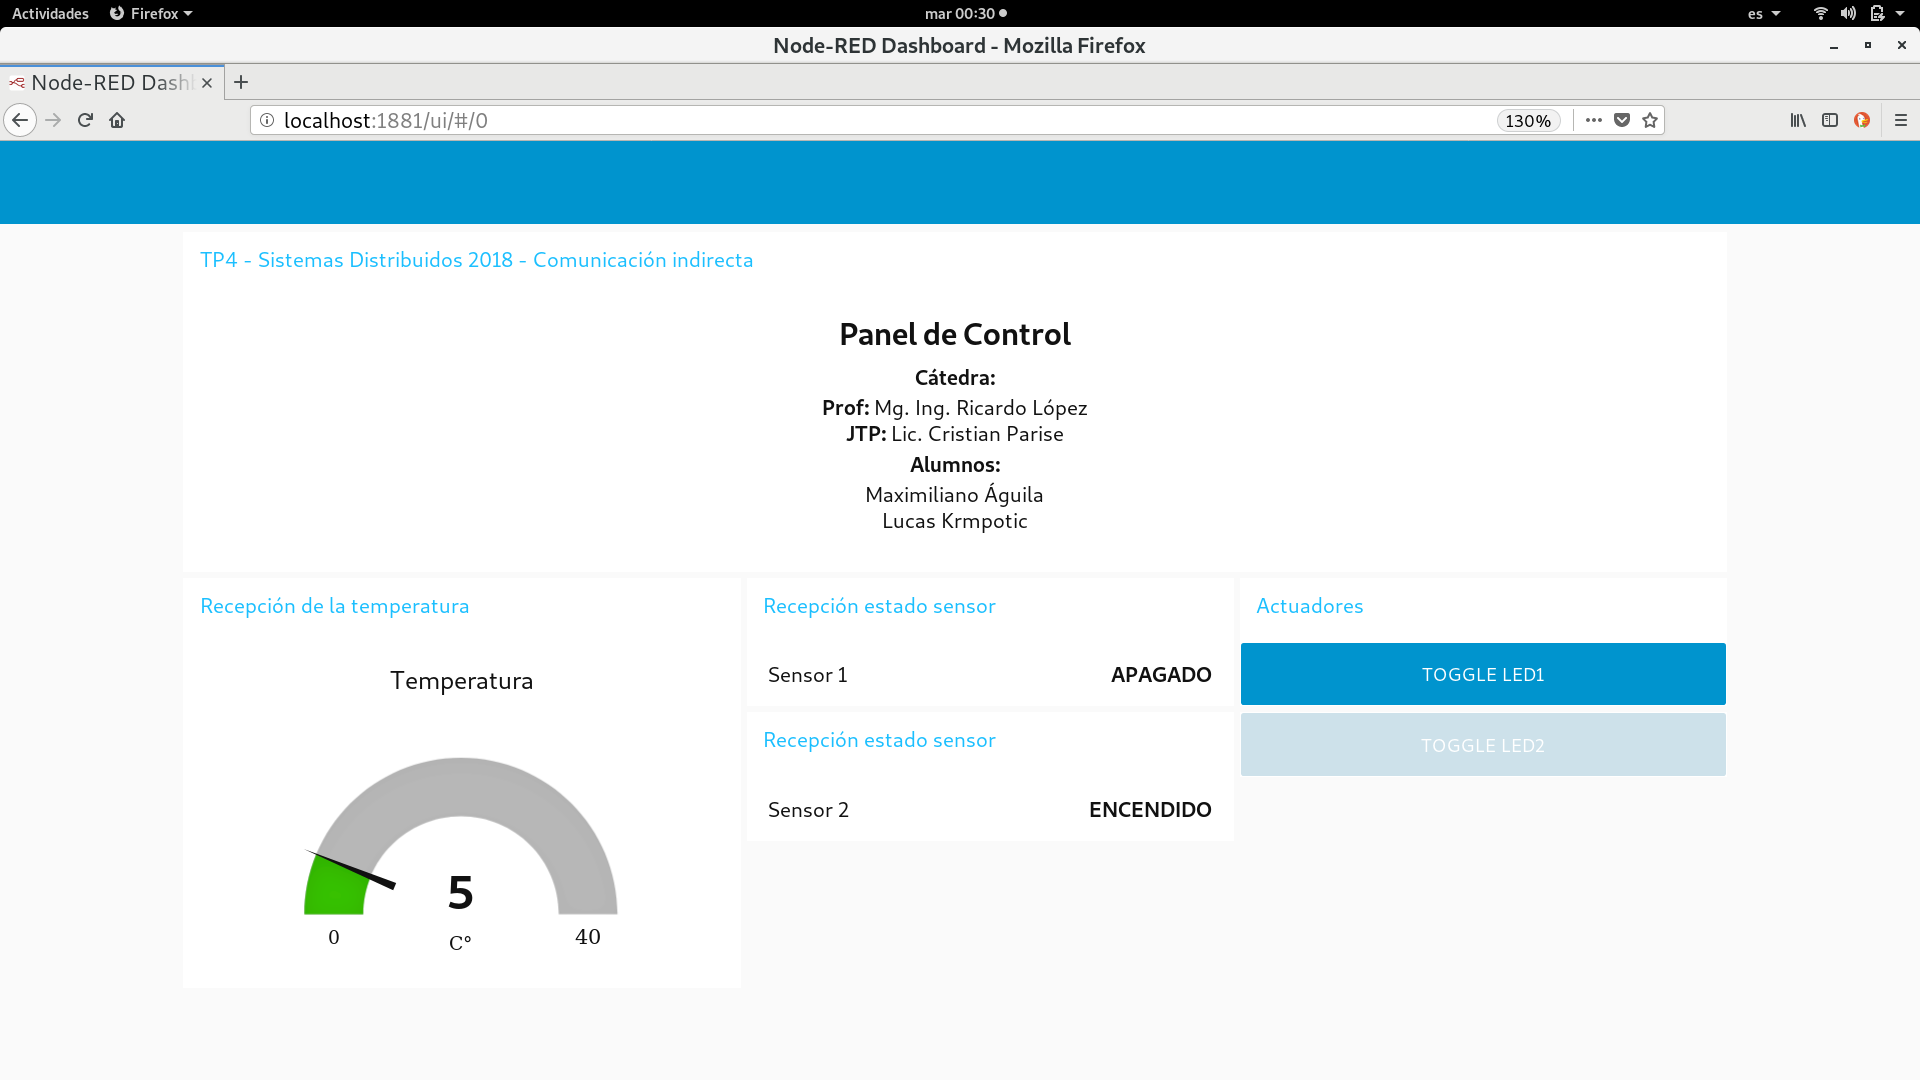 Actividades Firefox mar 00:30 es
Node-RED Dashboard - Mozilla Firefox
Node-RED Dash
localhost:1881/ui/#/0 130%
TP4 - Sistemas Distribuidos 2018 - Comunicación indirecta
Panel de Control
Cátedra:
Prof: Mg. Ing. Ricardo López
JTP: Lic. Cristian Parise
Alumnos:
Maximiliano Águila
Lucas Krmpotic
Recepción de la temperatura
Temperatura
5
0 C° 40
Recepción estado sensor
Sensor 1 APAGADO
Recepción estado sensor
Sensor 2 ENCENDIDO
Actuadores
TOGGLE LED1
TOGGLE LED2